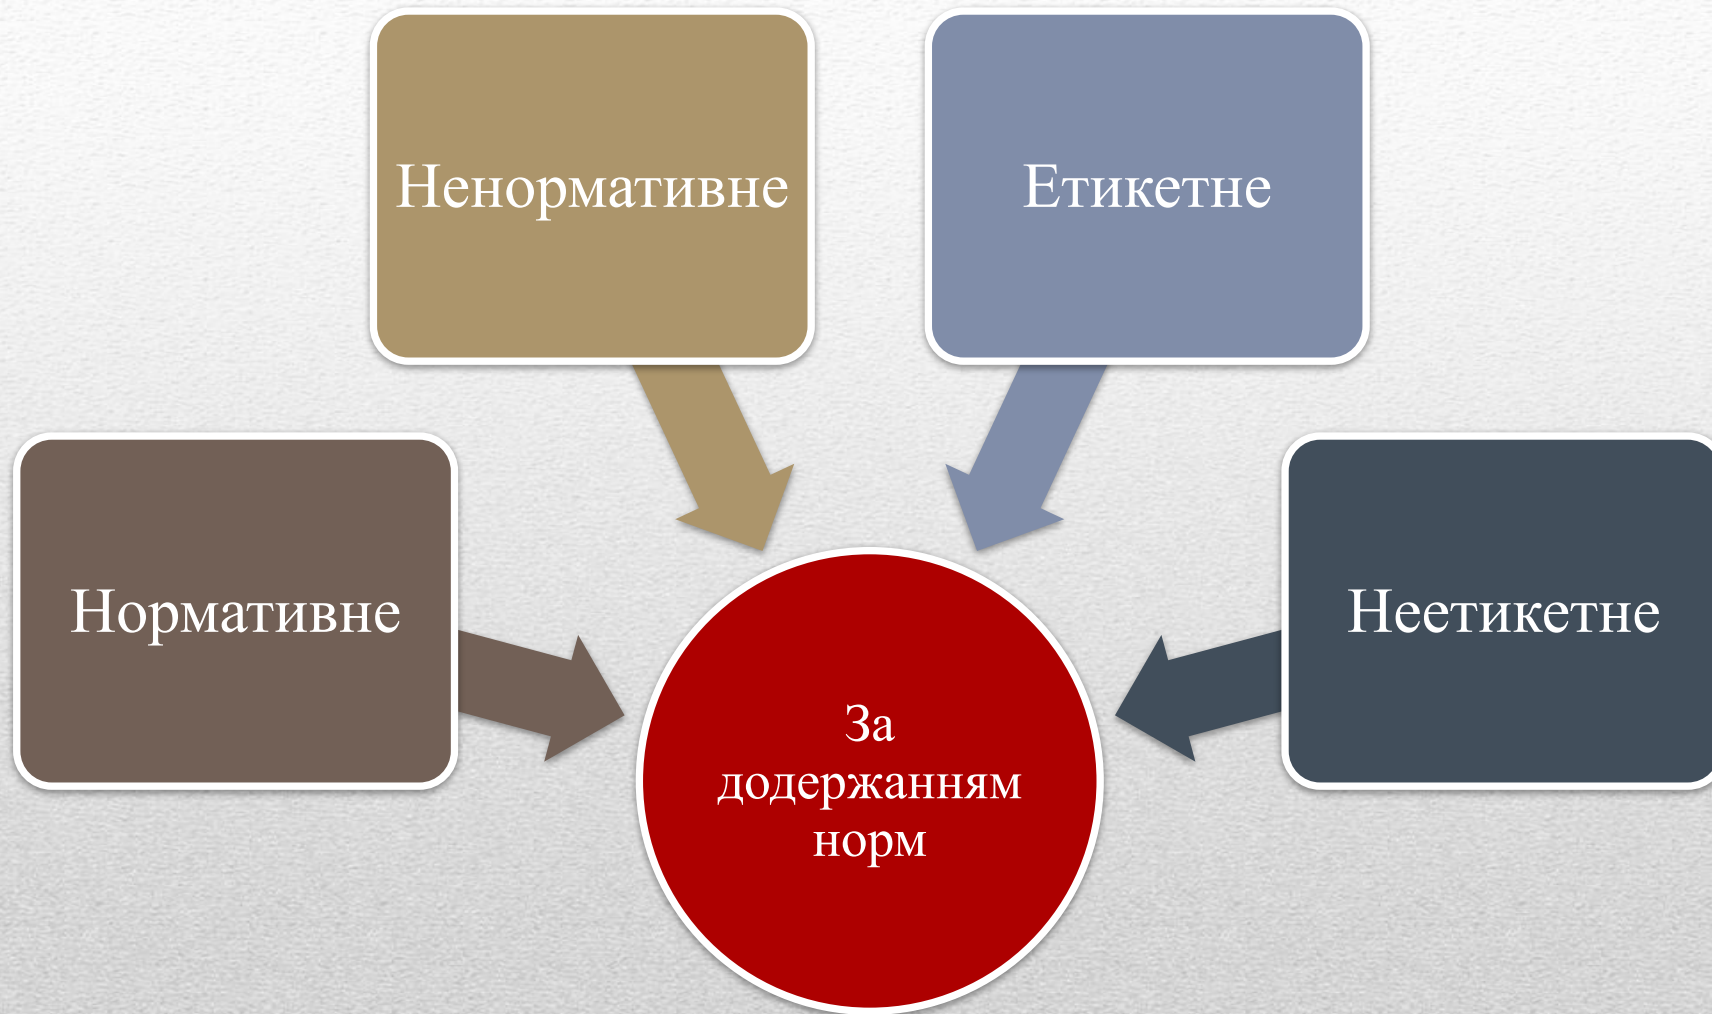 Ненормативне
Етикетне
Нормативне
Неетикетне
За
додержанням
норм